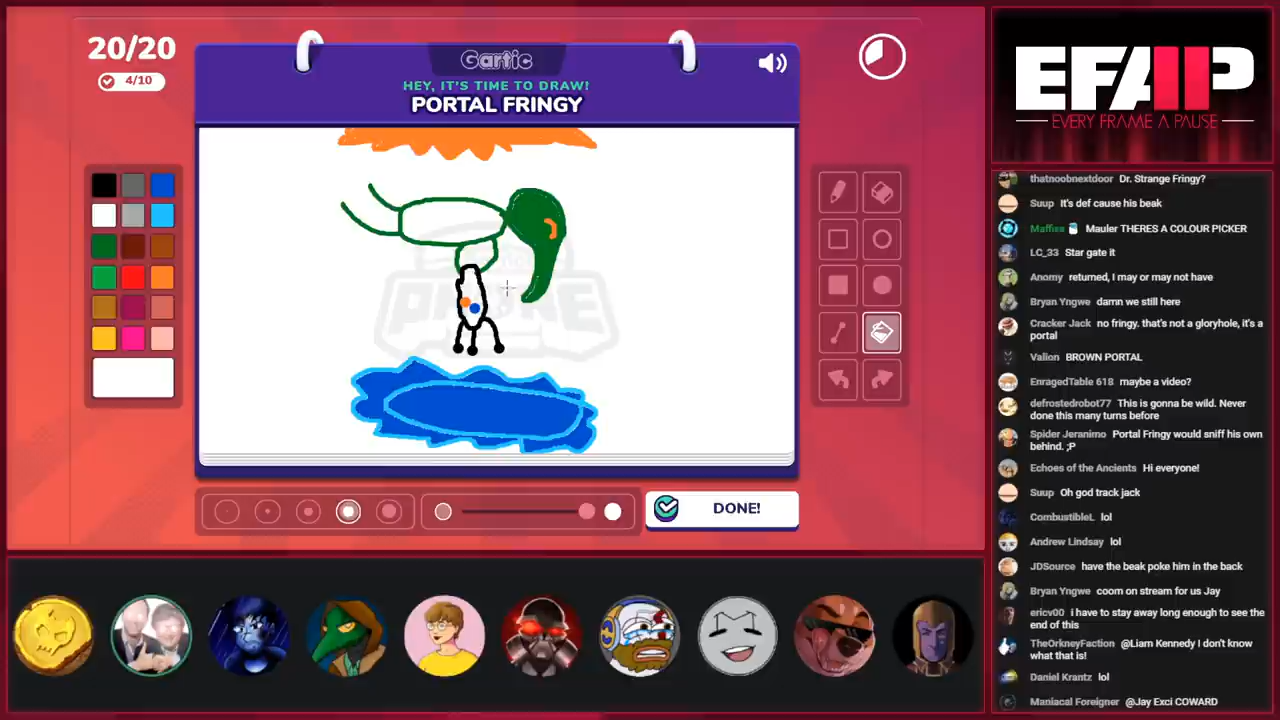 20/20
4/10
Gartic
HEY, IT'S TIME TO DRAW!
PORTAL FRINGY
PHONE
DONE!
EFAP
EVERY FRAME A PAUSE
thatnoobnextdoor Dr. Strange Fringy?
Suup It's def cause his beak
Maffiea Mauler THERES A COLOUR PICKER
LC_33 Star gate it
Anomy returned, I may or may not have
Bryan Yngwe damn we still here
Cracker Jack no fringy. that's not a gloryhole, it's a
portal
Valion BROWN PORTAL
EnragedTable 618 maybe a video?
defrostedrobot77 This is gonna be wild. Never
done this many turns before
Spider Jeranimo Portal Fringy would sniff his own
behind. ;P
Echoes of the Ancients Hi everyone!
Suup Oh god track jack
CombustibleL lol
Andrew Lindsay lol
JDSource have the beak poke him in the back
Bryan Yngwe coom on stream for us Jay
ericv00 i have to stay away long enough to see the
end of this
TheOrkneyFaction @Liam Kennedy I don't know
what that is!
Daniel Krantz lol
Maniacal Foreigner @Jay Exci COWARD